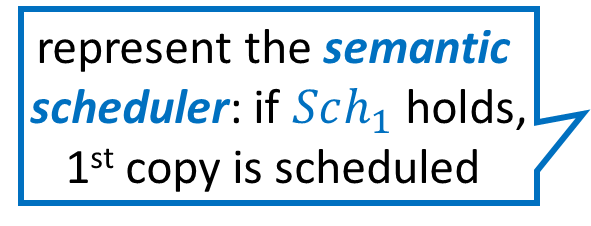 represent the semantic
scheduler: if Sch₁ holds,
1ˢᵗ copy is scheduled